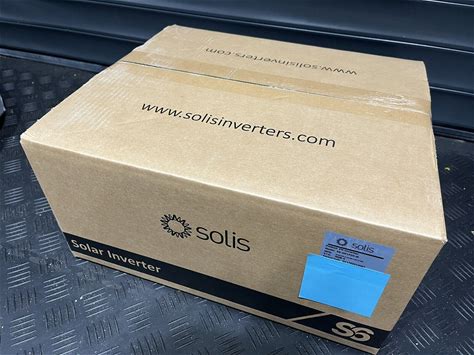 www.solisinverters.com
www.solisinverters.com
solis
solis
Solar Inverter
S6